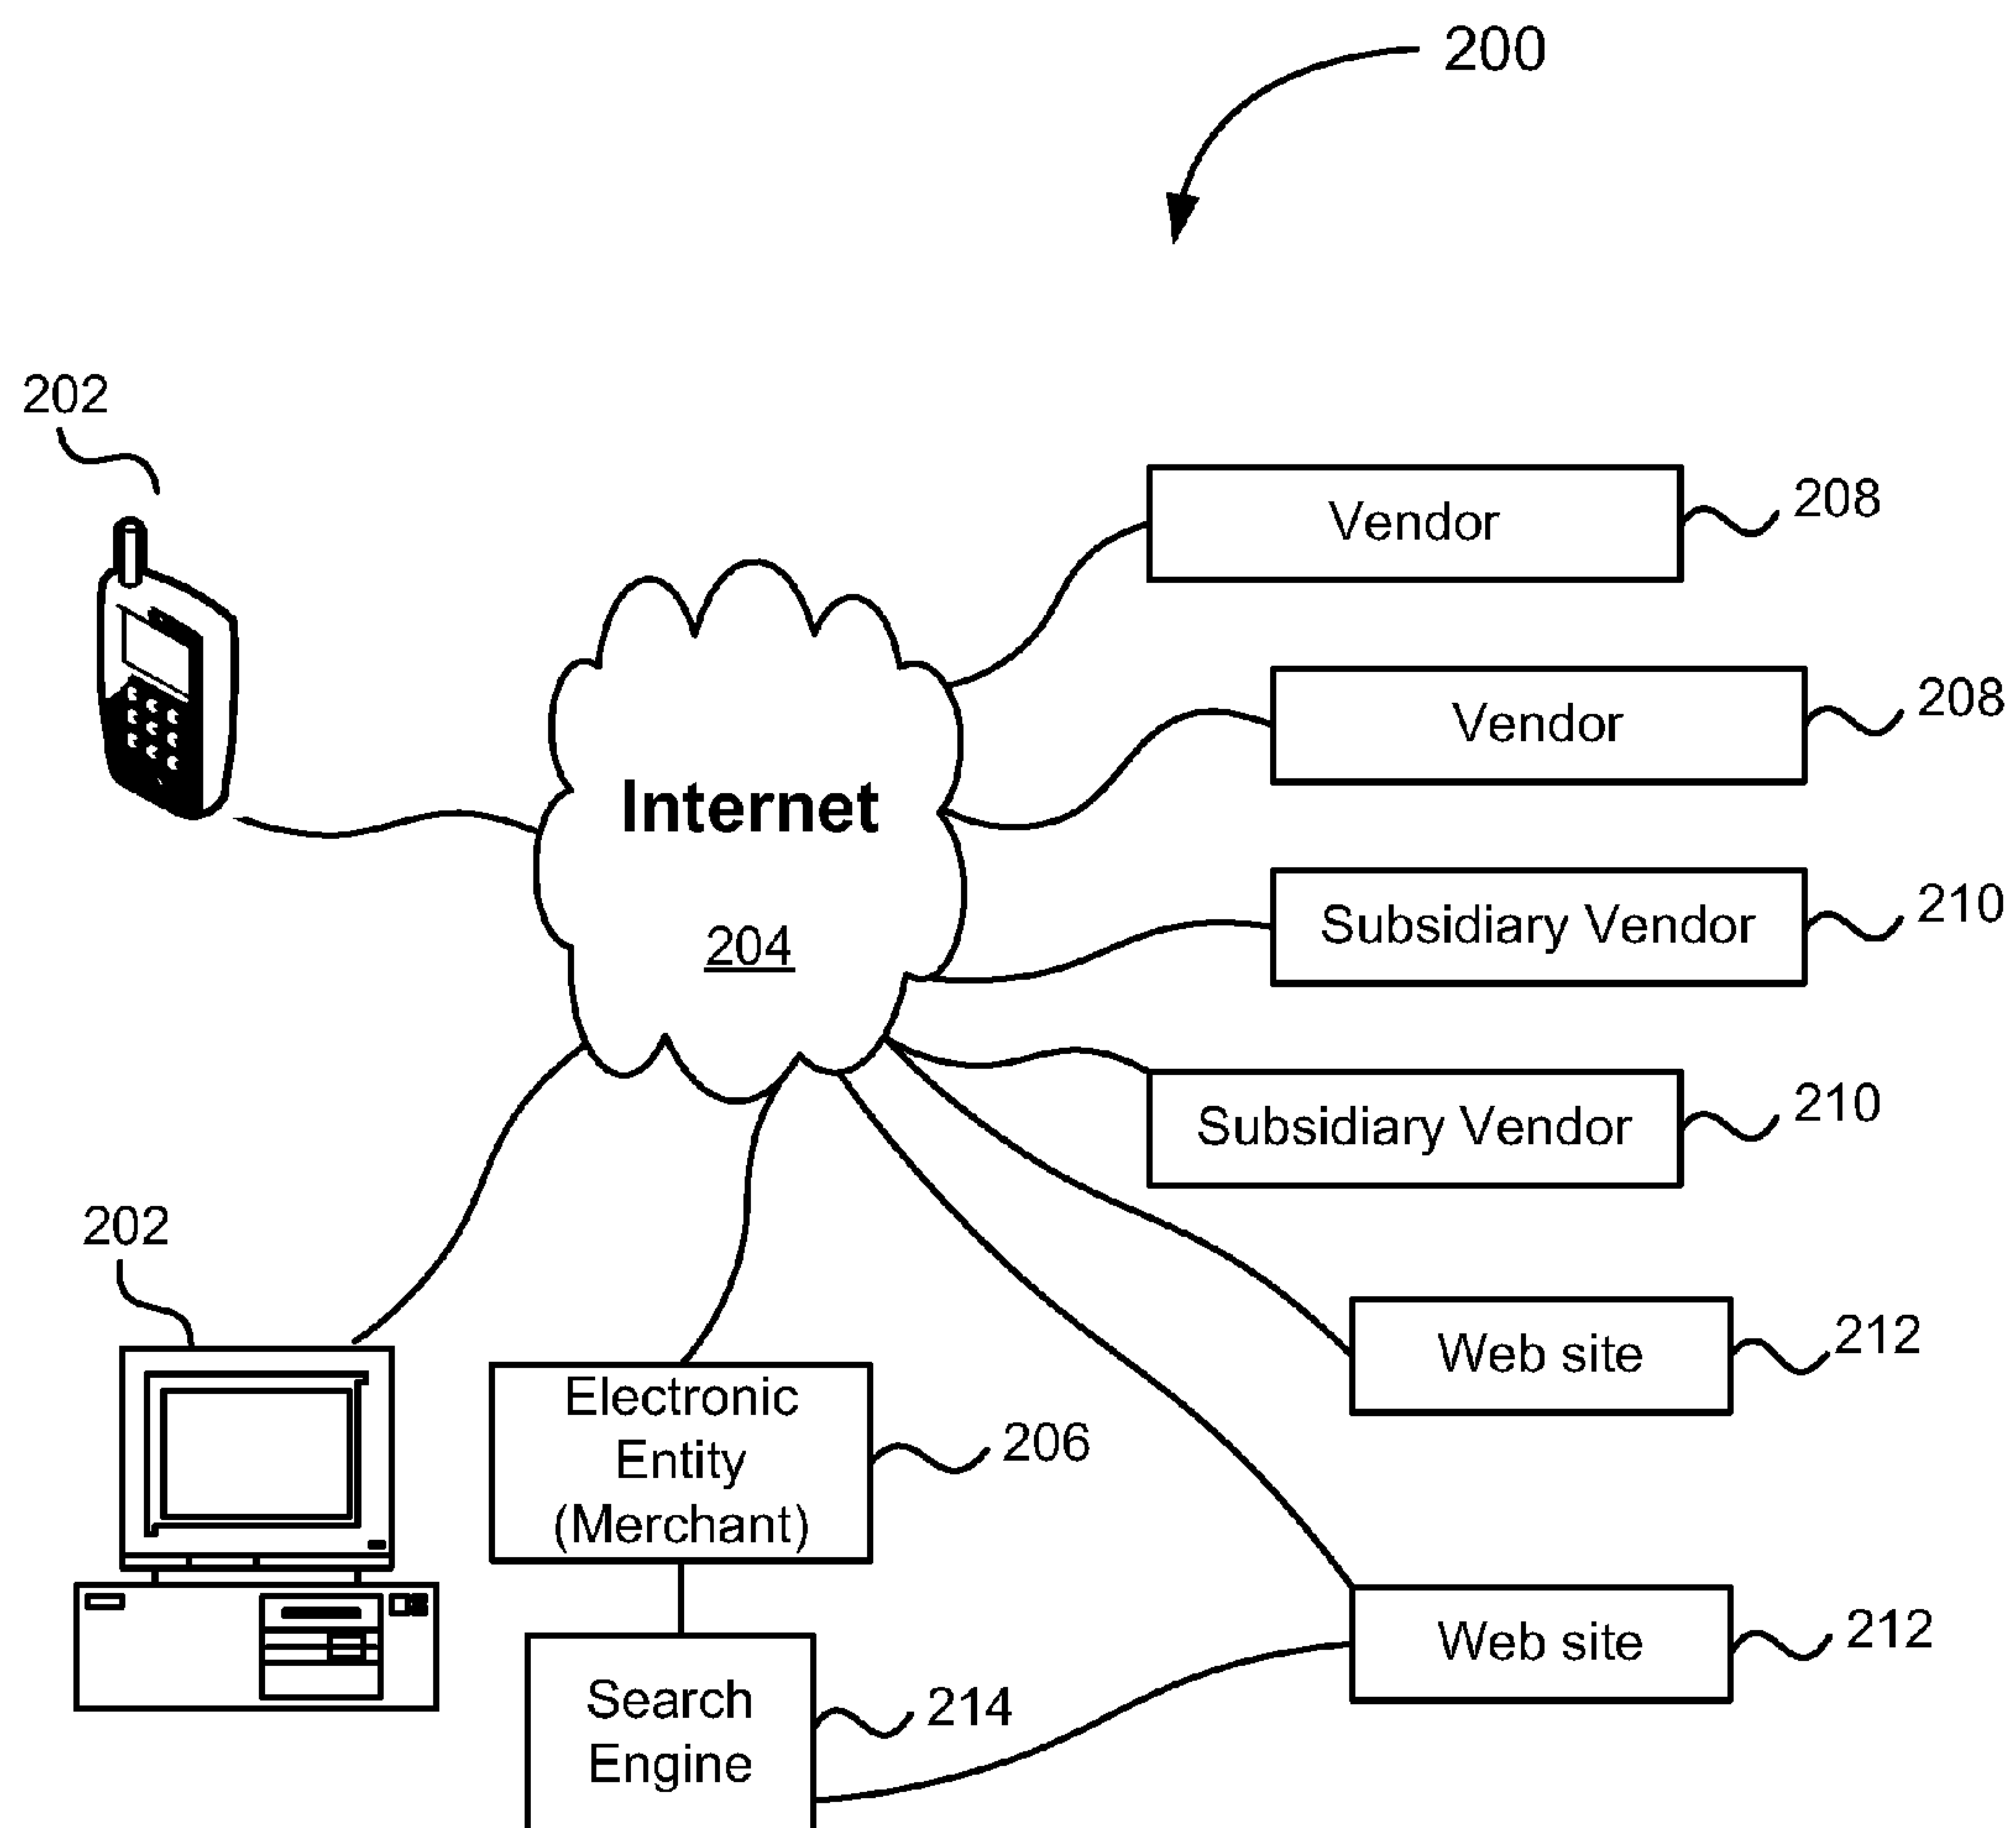 200
202
Vendor
208
Vendor
208
Internet
204
Subsidiary Vendor
210
Subsidiary Vendor
210
202
Web site
212
Electronic
Entity
(Merchant)
206
Web site
212
Search
Engine
214